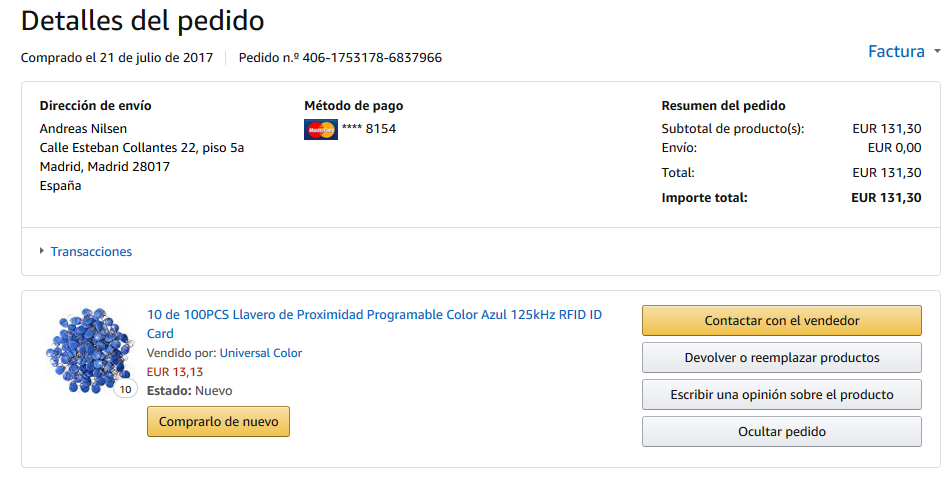 Detalles del pedido
Comprado el 21 de julio de 2017 Pedido n.º 406-1753178-6837966
Factura
Dirección de envío
Andreas Nilsen
Calle Esteban Collantes 22, piso 5a
Madrid, Madrid 28017
España
Método de pago
MasterCard **** 8154
Resumen del pedido
Subtotal de producto(s): EUR 131,30
Envío: EUR 0,00
Total: EUR 131,30
Importe total: EUR 131,30
Transacciones
10
10 de 100PCS Llavero de Proximidad Programable Color Azul 125kHz RFID ID
Card
Vendido por: Universal Color
EUR 13,13
Estado: Nuevo
Comprarlo de nuevo
Contactar con el vendedor
Devolver o reemplazar productos
Escribir una opinión sobre el producto
Ocultar pedido